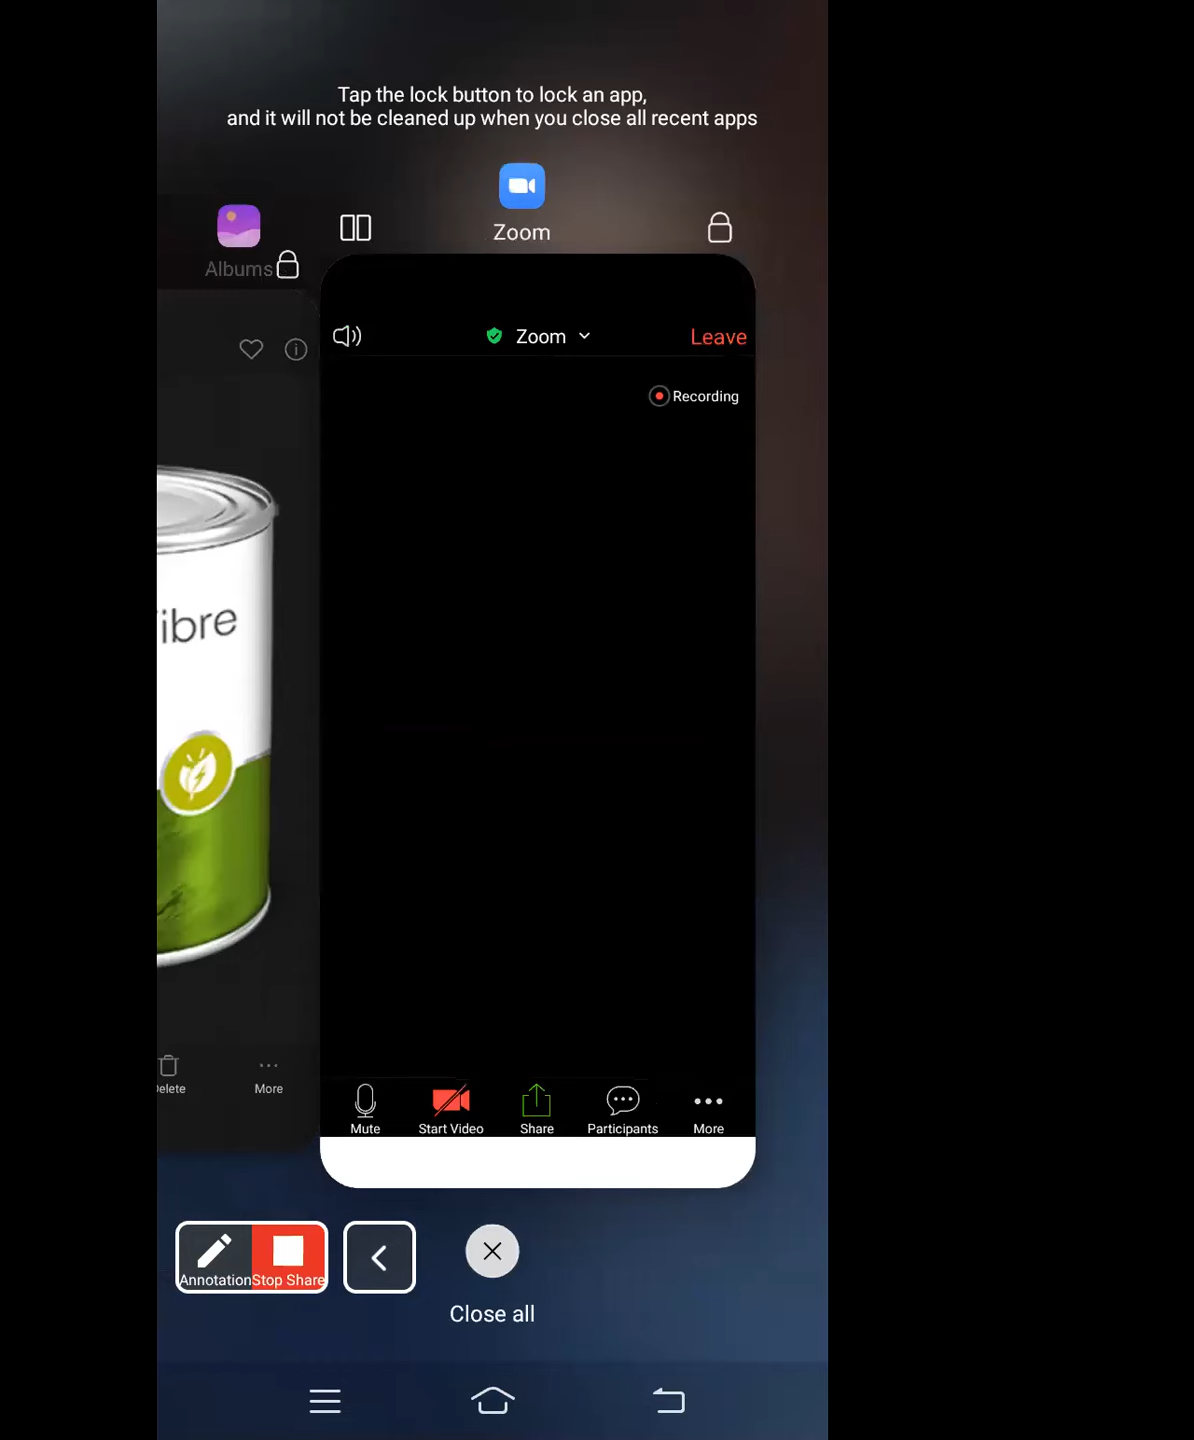 Tap the lock button to lock an app,
and it will not be cleaned up when you close all recent apps
Albums
Zoom
Zoom
Leave
Recording
ibre
Delete
More
Mute
Start Video
Share
Participants
More
Annotation
Stop Share
Close all